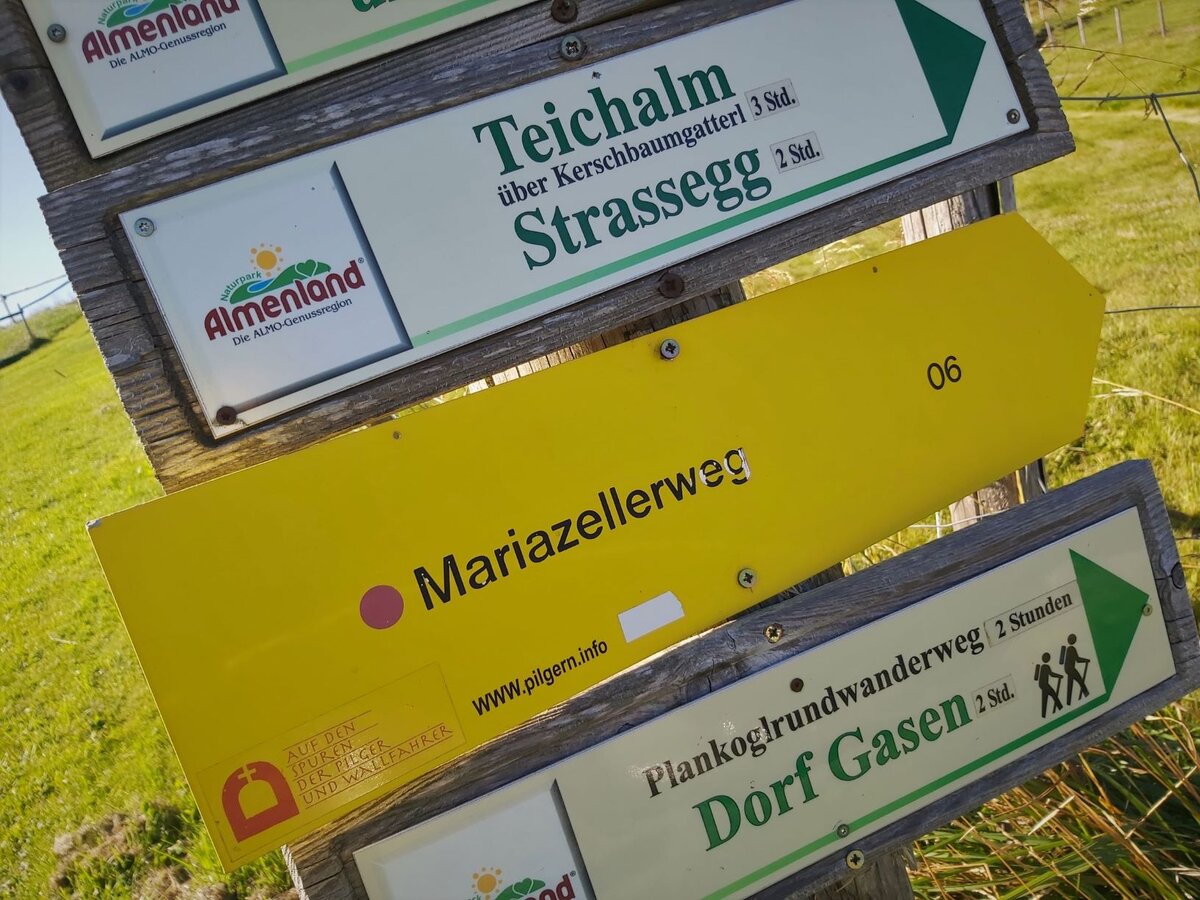 Naturpark
Almenland
Die ALMO-Genussregion
Teichalm 3 Std.
über Kerschbaumgatterl
Strassegg 2 Std.
Naturpark
Almenland®
Die ALMO-Genussregion
06
Mariazellerweg
www.pilgern.info
AUF DEN
SPUREN
DER PILGER
UND WALLFAHRER
Plankoglrundwanderweg 2 Stunden
Dorf Gasen 2 Std.
Almenland®